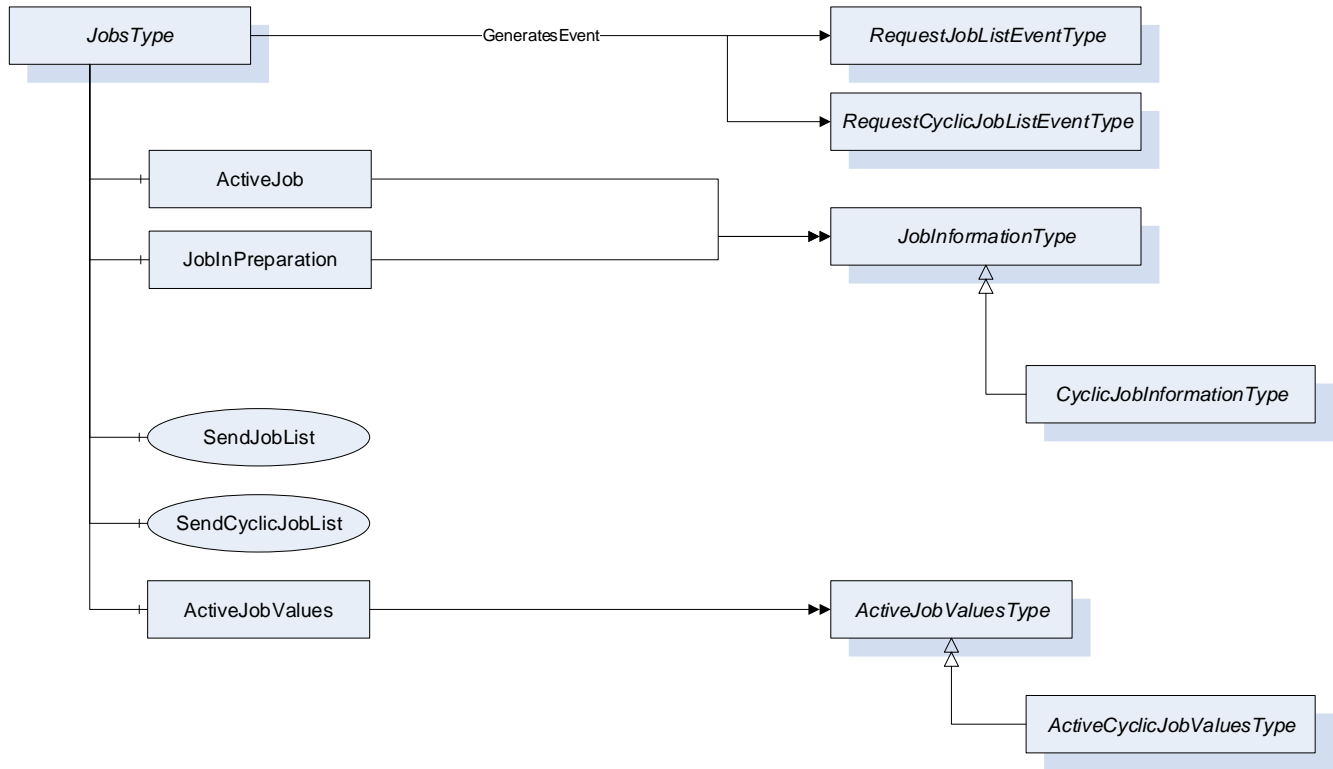 JobsType
GeneratesEvent
RequestJobListEventType
RequestCyclicJobListEventType
ActiveJob
JobInformationType
JobInPreparation
CyclicJobInformationType
SendJobList
SendCyclicJobList
ActiveJobValues
ActiveJobValuesType
ActiveCyclicJobValuesType